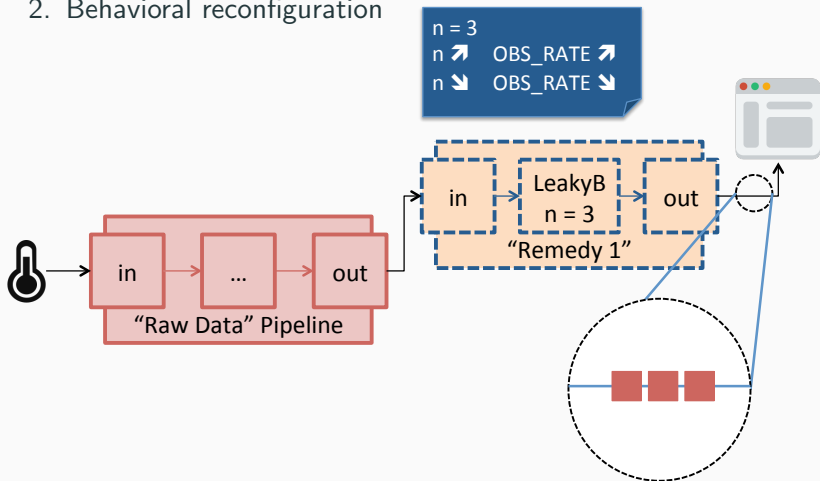 2. Behavioral reconfiguration
n = 3
n ↗ OBS_RATE ↗
n ↘ OBS_RATE ↘
in
LeakyB
n = 3
out
“Remedy 1”
in
...
out
“Raw Data” Pipeline